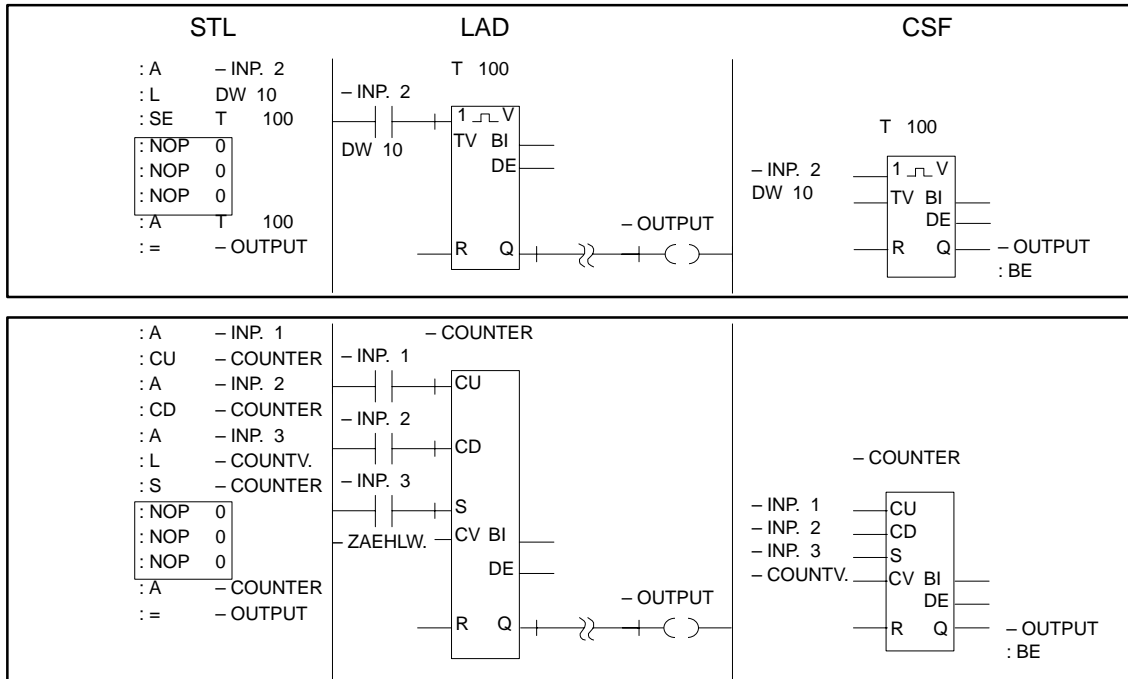 STL LAD CSF
: A – INP. 2
: L DW 10
: SE T 100
: NOP 0
: NOP 0
: NOP 0
: A T 100
: = – OUTPUT
T 100
– INP. 2
DW 10
1 V
TV BI
DE
R Q
– OUTPUT
T 100
– INP. 2
DW 10
1 V
TV BI
DE
R Q
– OUTPUT
: BE
: A – INP. 1
: CU – COUNTER
: A – INP. 2
: CD – COUNTER
: A – INP. 3
: L – COUNTV.
: S – COUNTER
: NOP 0
: NOP 0
: NOP 0
: A – COUNTER
: = – OUTPUT
– COUNTER
– INP. 1
CU
– INP. 2
CD
– INP. 3
S
– ZAEHLW.
CV BI
DE
R Q
– OUTPUT
– COUNTER
– INP. 1
– INP. 2
– INP. 3
– COUNTV.
CU
CD
S
CV BI
DE
R Q
– OUTPUT
: BE